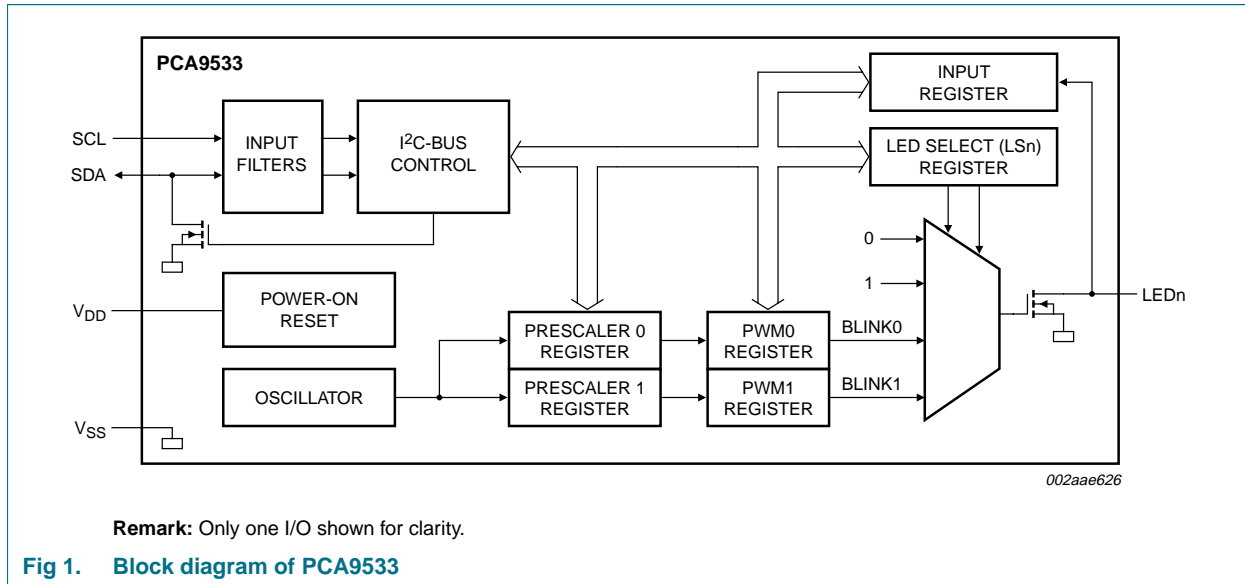 PCA9533
SCL
SDA
INPUT
FILTERS
I²C-BUS
CONTROL
INPUT
REGISTER
LED SELECT (LSn)
REGISTER
0
1
V_DD
POWER-ON
RESET
OSCILLATOR
V_SS
PRESCALER 0
REGISTER
PRESCALER 1
REGISTER
PWM0
REGISTER
PWM1
REGISTER
BLINK0
BLINK1
LEDn
002aae626
Remark: Only one I/O shown for clarity.
Fig 1. Block diagram of PCA9533